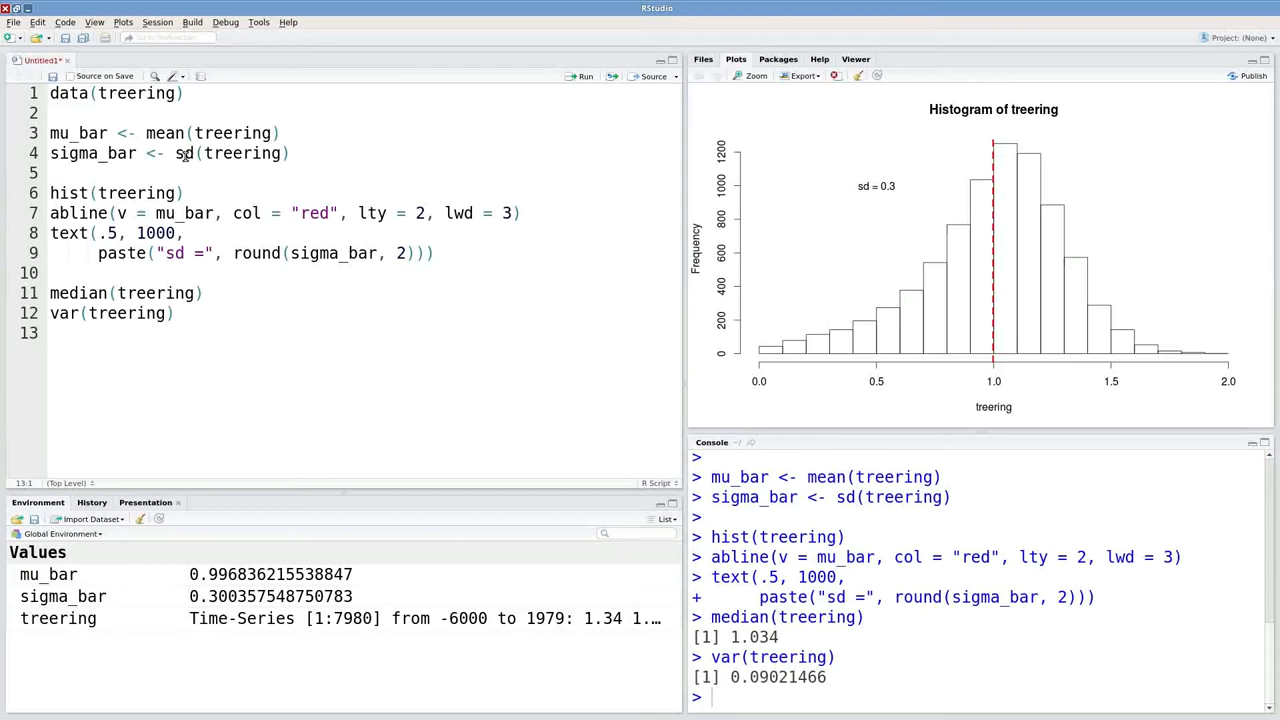 RStudio
File Edit Code View Plots Session Build Debug Tools Help
Go to file/function
Project: (None)
Untitled1*
Source on Save
Run
Source
1 data(treering)
2
3 mu_bar <- mean(treering)
4 sigma_bar <- sd(treering)
5
6 hist(treering)
7 abline(v = mu_bar, col = "red", lty = 2, lwd = 3)
8 text(.5, 1000,
9 paste("sd =", round(sigma_bar, 2)))
10
11 median(treering)
12 var(treering)
13
13:1 (Top Level) R Script
Environment History Presentation
Import Dataset List
Global Environment
Values
mu_bar 0.996836215538847
sigma_bar 0.300357548750783
treering Time-Series [1:7980] from -6000 to 1979: 1.34 1.…
Files Plots Packages Help Viewer
Zoom Export Publish
Histogram of treering
sd = 0.3
Frequency
1200
1000
800
600
400
200
0
0.0 0.5 1.0 1.5 2.0
treering
Console ~/
>
> mu_bar <- mean(treering)
> sigma_bar <- sd(treering)
>
> hist(treering)
> abline(v = mu_bar, col = "red", lty = 2, lwd = 3)
> text(.5, 1000,
+ paste("sd =", round(sigma_bar, 2)))
> median(treering)
[1] 1.034
> var(treering)
[1] 0.09021466
>